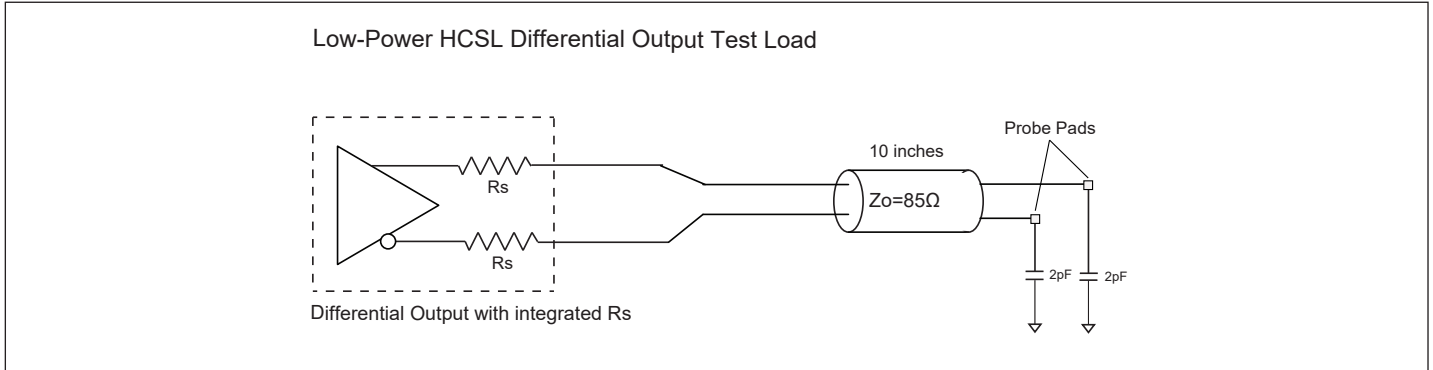 Low-Power HCSL Differential Output Test Load
Probe Pads
10 inches
Rs
Zo=85Ω
Rs
2pF
2pF
Differential Output with integrated Rs